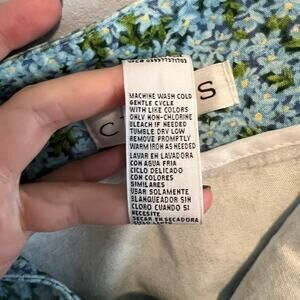 MACHINE WASH COLD
GENTLE CYCLE
WITH LIKE COLORS
ONLY NON-CHLORINE
BLEACH IF NEEDED
TUMBLE DRY LOW
REMOVE PROMPTLY
WARM IRON AS NEEDED
LAVAR EN LAVADORA
CON AGUA FRIA
CICLO DELICADO
CON COLORES
SIMILARES
USAR SOLAMENTE
BLANQUEADOR SIN
CLORO CUANDO SI
NECESITE
SECAR EN SECADORA
C
S